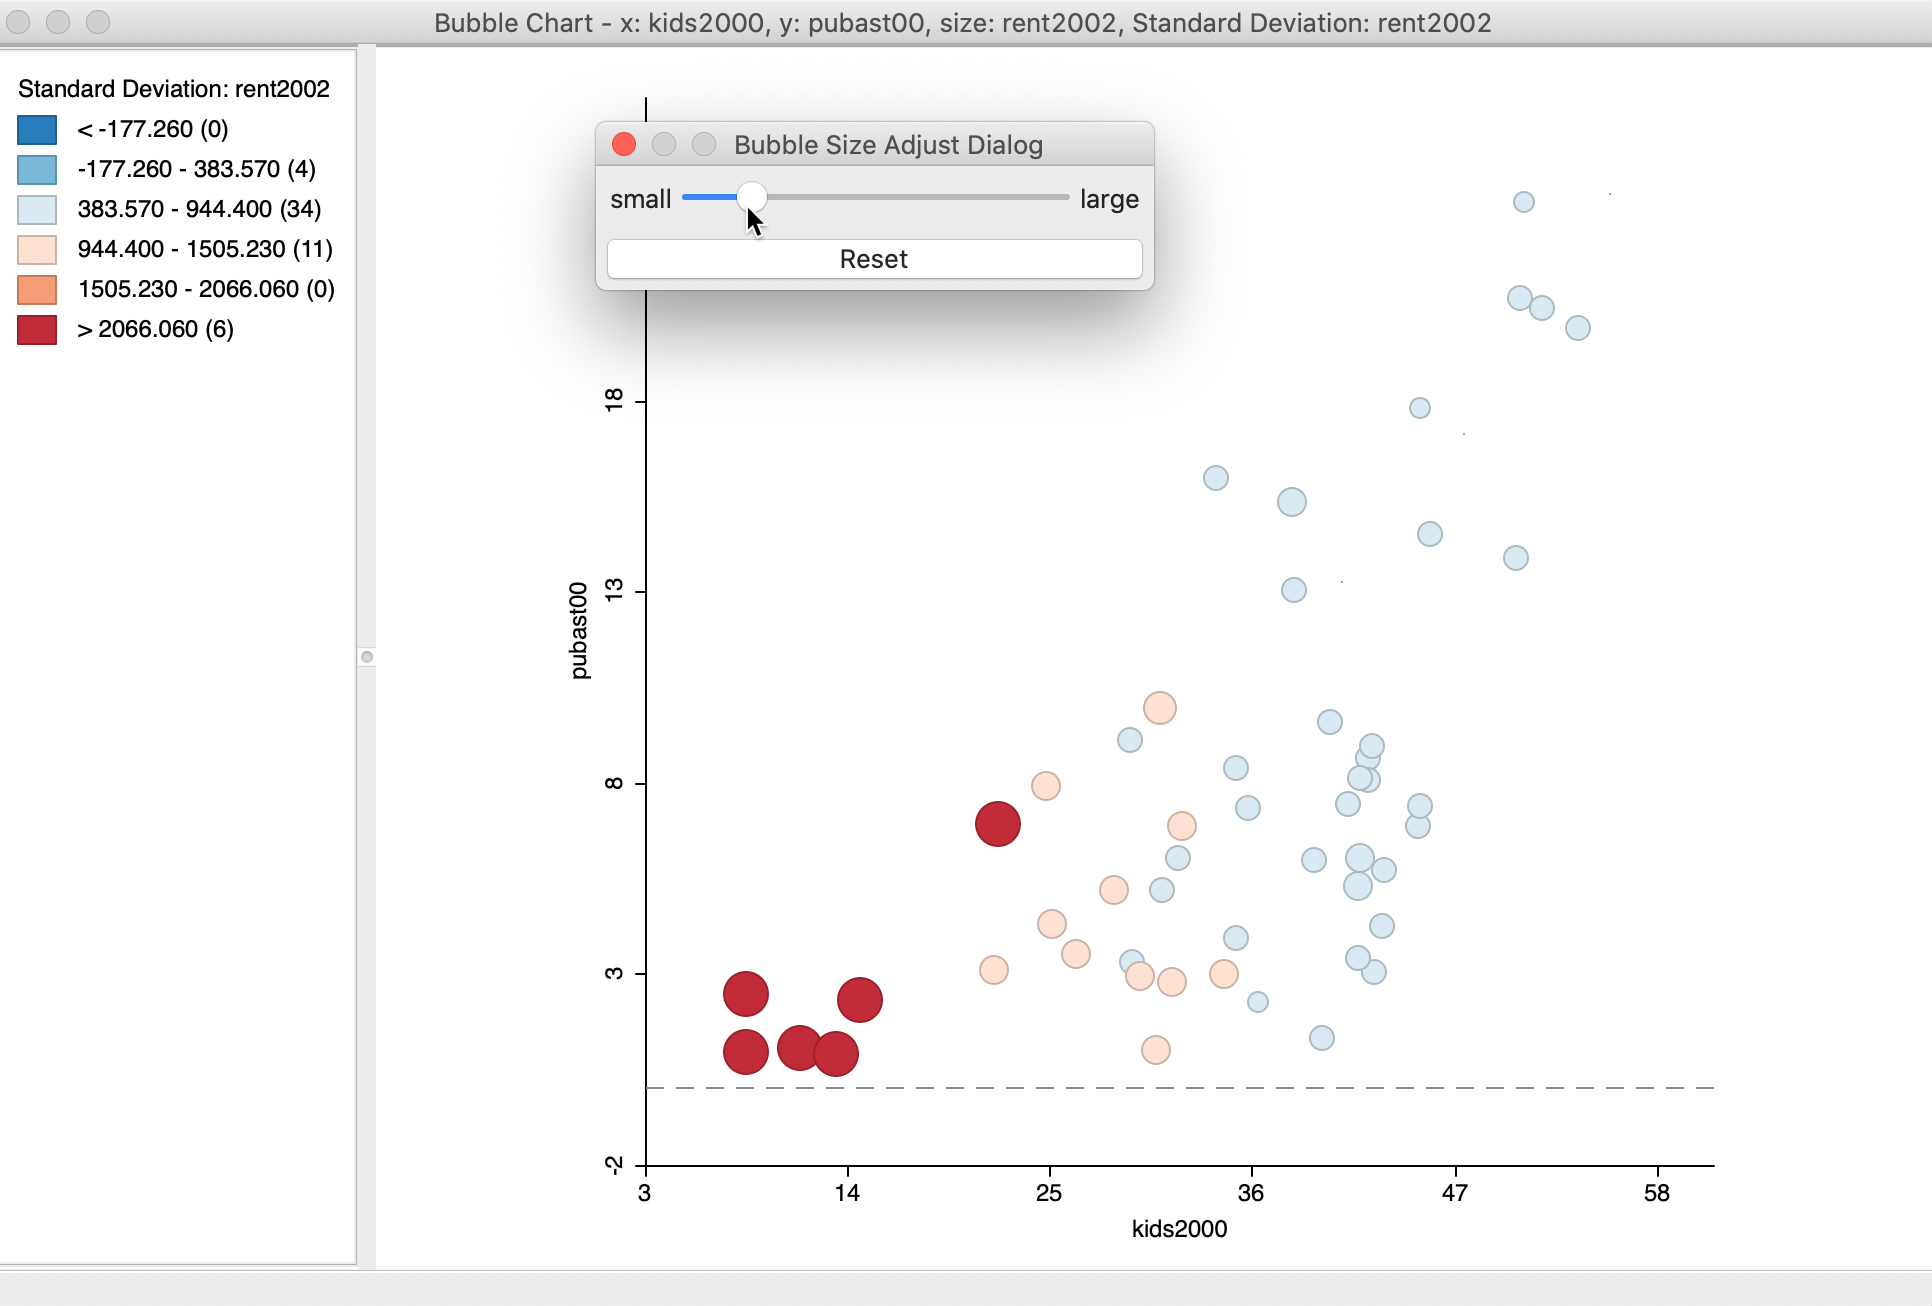 Bubble Chart - x: kids2000, y: pubast00, size: rent2002, Standard Deviation: rent2002
Standard Deviation: rent2002
< -177.260 (0)
-177.260 - 383.570 (4)
383.570 - 944.400 (34)
944.400 - 1505.230 (11)
1505.230 - 2066.060 (0)
> 2066.060 (6)
Bubble Size Adjust Dialog
small large
Reset
18
13
8
3
-2
pubast00
3 14 25 36 47 58
kids2000